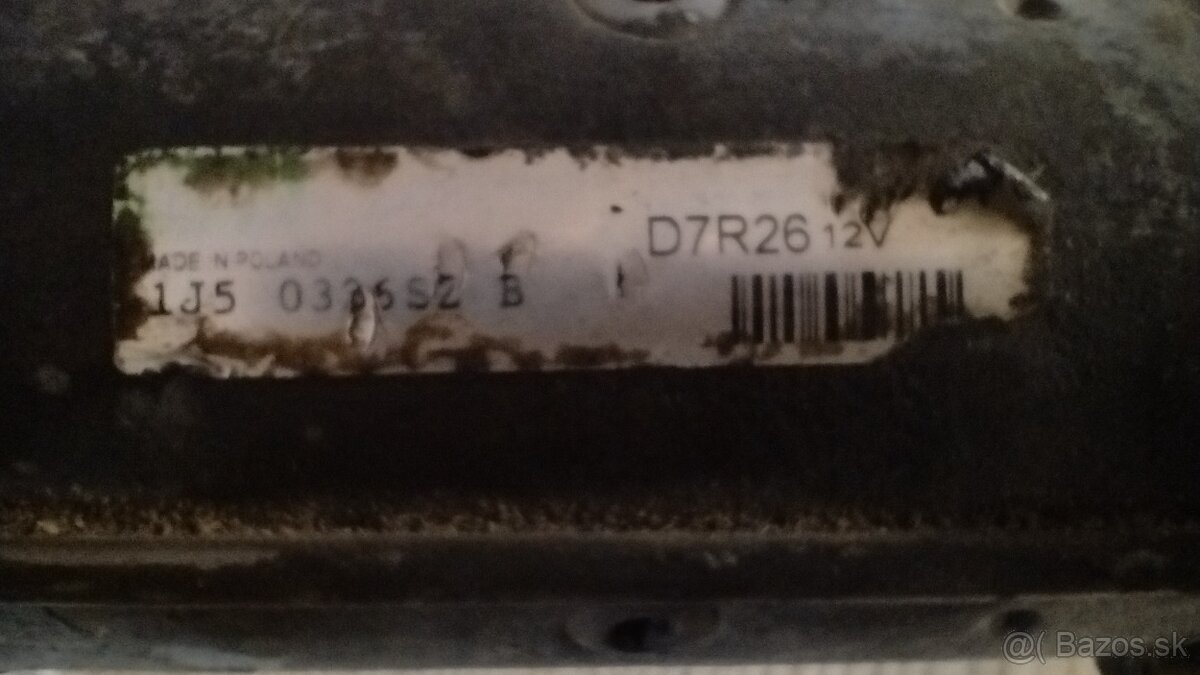 D7R26 12V
MADE IN POLAND
1J5 0326S2 B
@( Bazos.sk